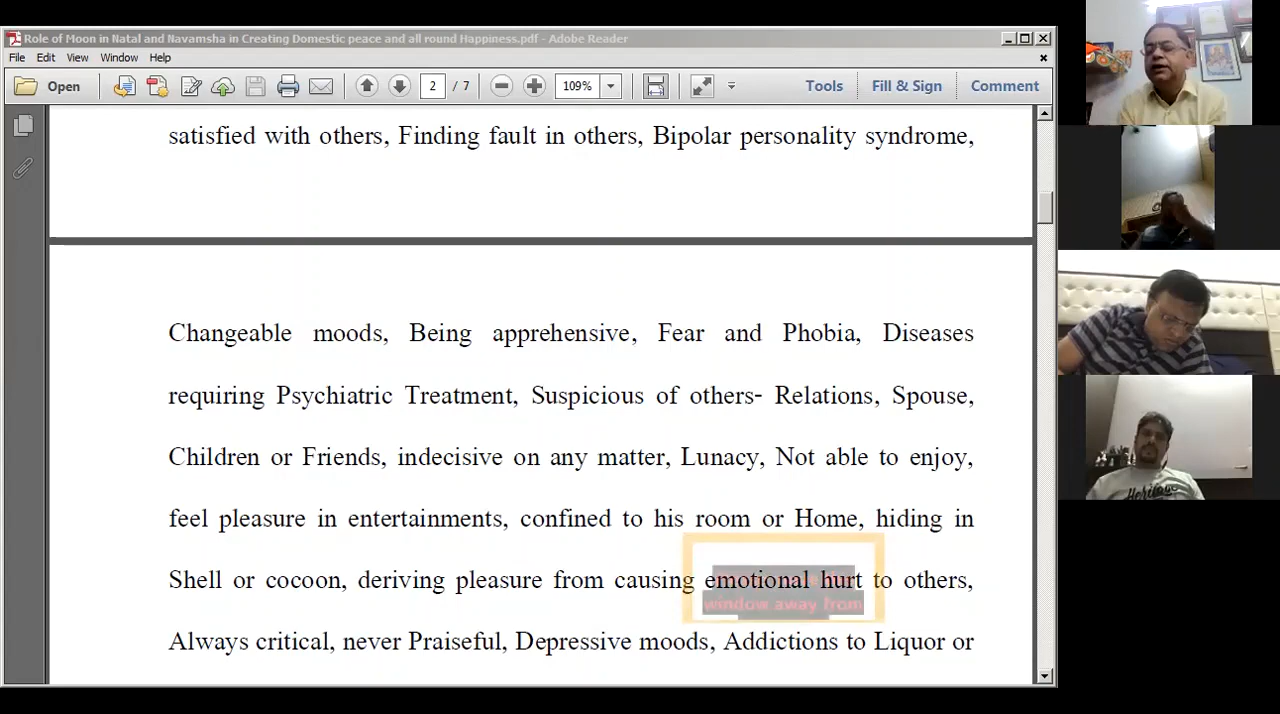 Role of Moon in Natal and Navamsha in Creating Domestic peace and all round Happiness.pdf - Adobe Reader
File Edit View Window Help
Open 2 / 7 109% Tools Fill & Sign Comment
satisfied with others, Finding fault in others, Bipolar personality syndrome,
Changeable moods, Being apprehensive, Fear and Phobia, Diseases
requiring Psychiatric Treatment, Suspicious of others- Relations, Spouse,
Children or Friends, indecisive on any matter, Lunacy, Not able to enjoy,
feel pleasure in entertainments, confined to his room or Home, hiding in
Shell or cocoon, deriving pleasure from causing emotional hurt to others,
window away from
Always critical, never Praiseful, Depressive moods, Addictions to Liquor or